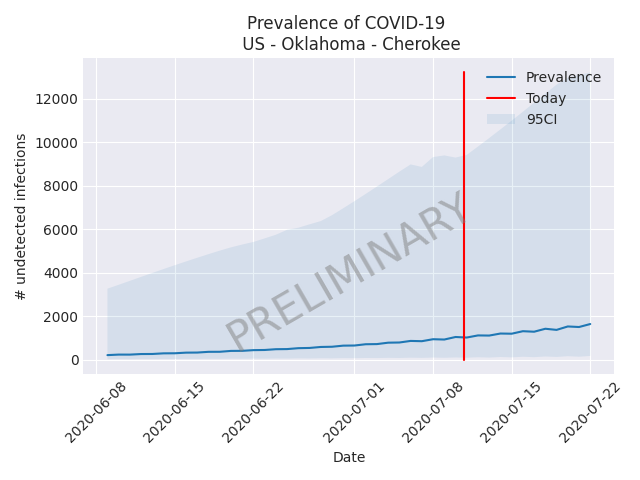 Prevalence of COVID-19
US - Oklahoma - Cherokee
Prevalence
Today
95CI
# undetected infections
12000
10000
8000
6000
4000
2000
0
PRELIMINARY
2020-06-08
2020-06-15
2020-06-22
2020-07-01
2020-07-08
2020-07-15
2020-07-22
Date